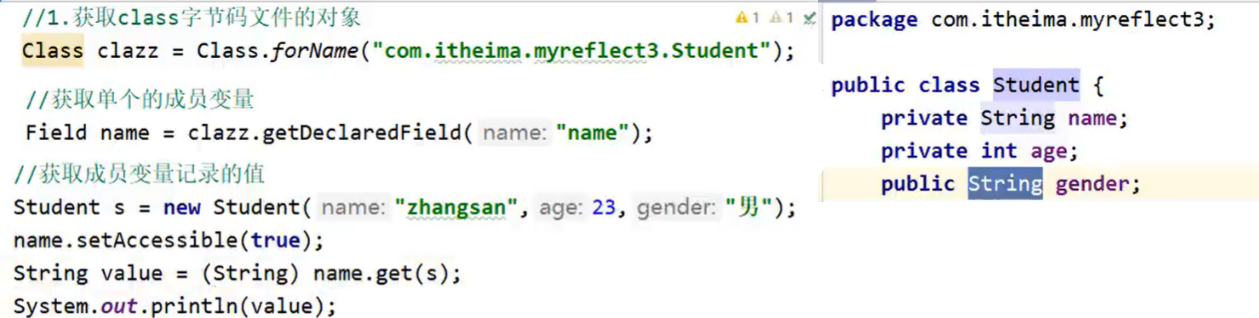 //1.获取class字节码文件的对象
1 1
Class clazz = Class.forName("com.itheima.myreflect3.Student");
//获取单个的成员变量
Field name = clazz.getDeclaredField( name: "name");
//获取成员变量记录的值
Student s = new Student( name: "zhangsan", age: 23, gender: "男");
name.setAccessible(true);
String value = (String) name.get(s);
System.out.println(value);
package com.itheima.myreflect3;
public class Student {
private String name;
private int age;
public String gender;